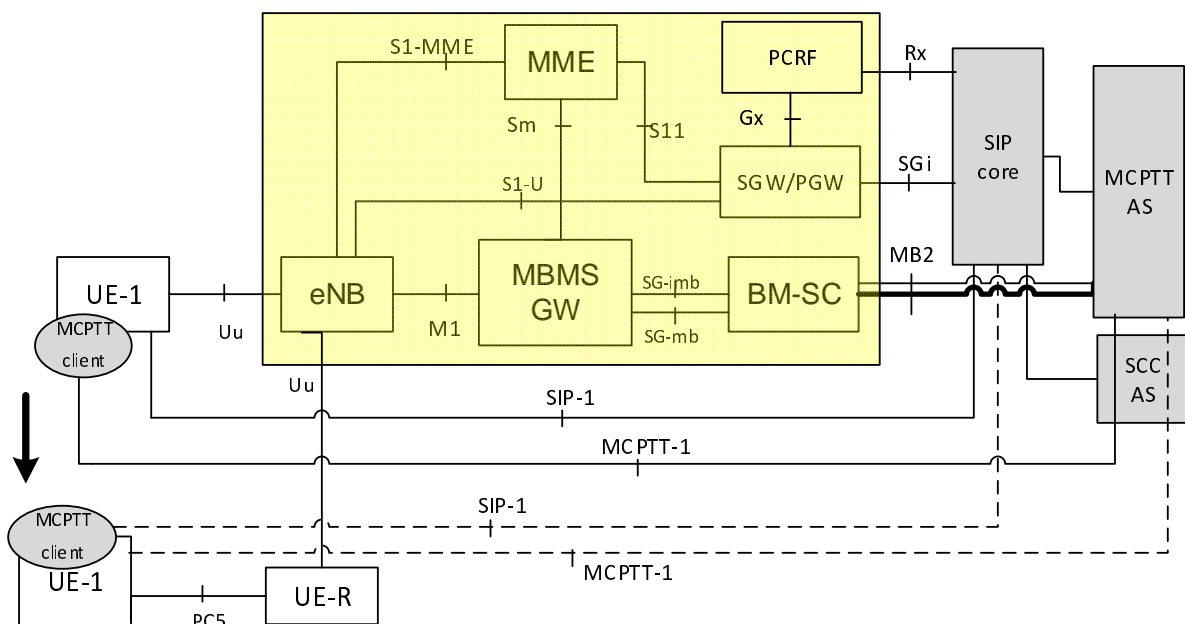 S1-MME
MME
PCRF
Rx
Sm
S11
Gx
SIP
core
MCPTT
AS
S1-U
SGW/PGW
SGi
MB2
UE-1
eNB
MBMS
GW
SG-imb
BM-SC
MCPTT
client
Uu
M1
SG-mb
SCC
AS
Uu
SIP-1
MCPTT-1
SIP-1
MCPTT
client
UE-1
MCPTT-1
UE-R
PC5